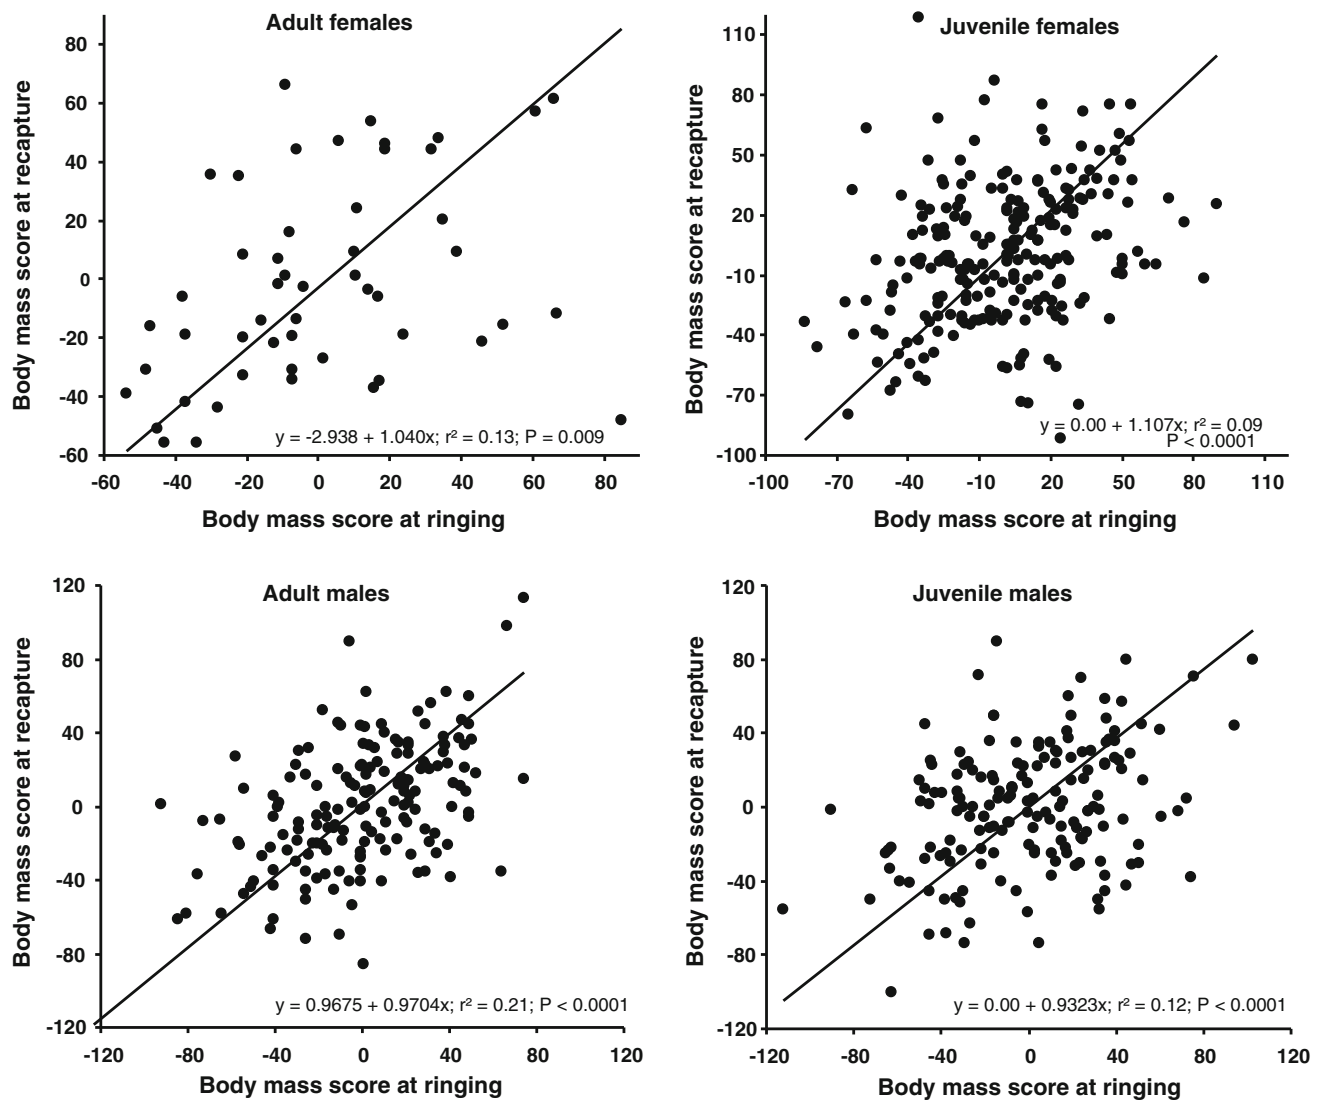 Adult females
Body mass score at recapture
80
60
40
20
0
-20
-40
-60
y = -2.938 + 1.040x; r² = 0.13; P = 0.009
-60 -40 -20 0 20 40 60 80
Body mass score at ringing
Juvenile females
Body mass score at recapture
110
80
50
20
-10
-40
-70
-100
y = 0.00 + 1.107x; r² = 0.09
P < 0.0001
-100 -70 -40 -10 20 50 80 110
Body mass score at ringing
Adult males
Body mass score at recapture
120
80
40
0
-40
-80
-120
y = 0.9675 + 0.9704x; r² = 0.21; P < 0.0001
-120 -80 -40 0 40 80 120
Body mass score at ringing
Juvenile males
Body mass score at recapture
120
80
40
0
-40
-80
-120
y = 0.00 + 0.9323x; r² = 0.12; P < 0.0001
-120 -80 -40 0 40 80 120
Body mass score at ringing